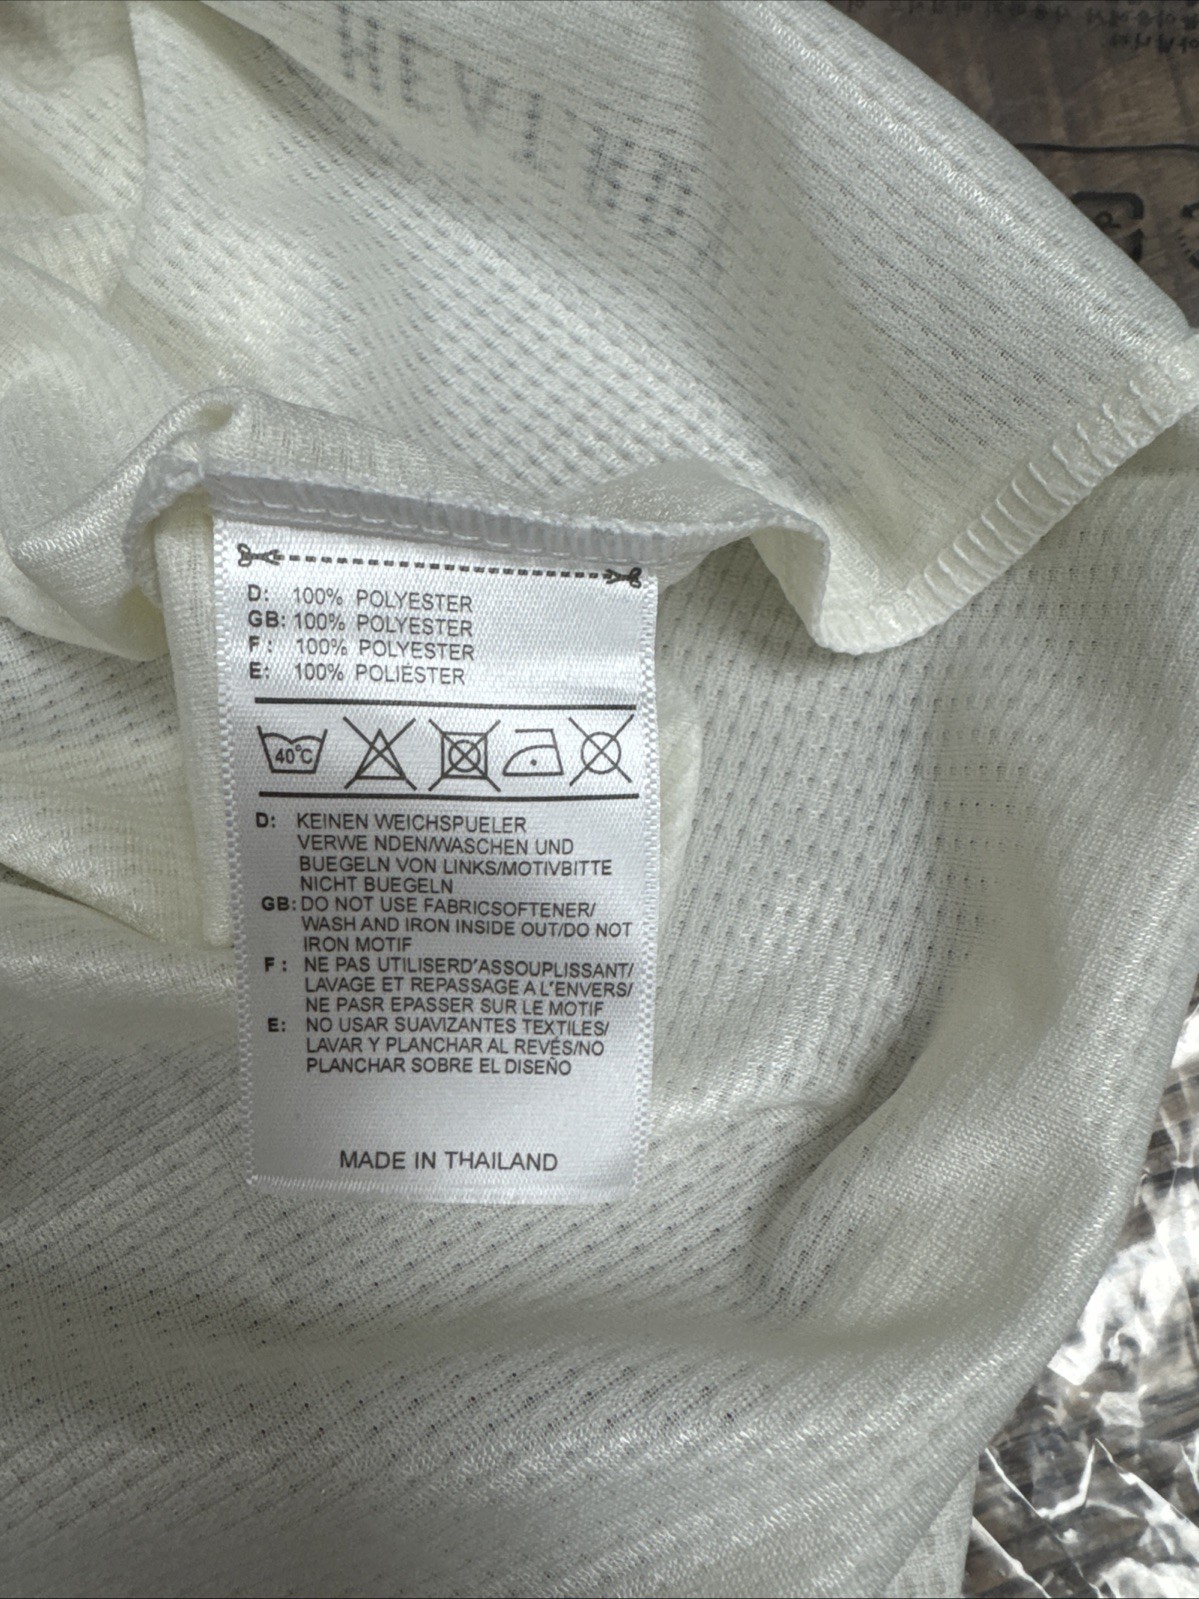 D: 100% POLYESTER
GB: 100% POLYESTER
F: 100% POLYESTER
E: 100% POLIÉSTER
40°C
D: KEINEN WEICHSPUELER
VERWE NDEN/WASCHEN UND
BUEGELN VON LINKS/MOTIVBITTE
NICHT BUEGELN
GB: DO NOT USE FABRICSOFTENER/
WASH AND IRON INSIDE OUT/DO NOT
IRON MOTIF
F: NE PAS UTILISERD'ASSOUPLISSANT/
LAVAGE ET REPASSAGE A L'ENVERS/
NE PASR EPASSER SUR LE MOTIF
E: NO USAR SUAVIZANTES TEXTILES/
LAVAR Y PLANCHAR AL REVÉS/NO
PLANCHAR SOBRE EL DISEÑO
MADE IN THAILAND